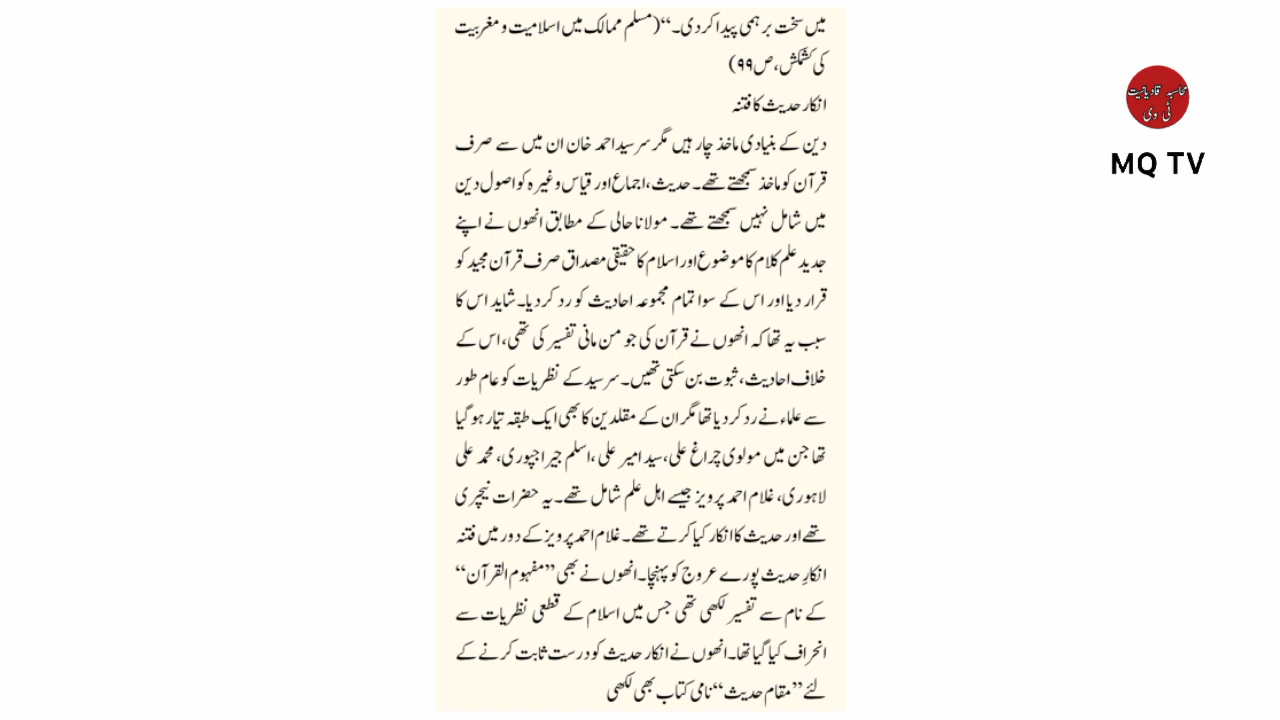 میں سخت برہمی پیدا کر دی۔“ (مسلم ممالک میں اسلامیت و مغربیت
کی کشمکش، ص ۹۹)
انکار حدیث کا فتنہ
دین کے بنیادی ماخذ چار ہیں مگر سر سید احمد خان ان میں سے صرف
قرآن کو ماخذ سمجھتے تھے۔ حدیث، اجماع اور قیاس وغیرہ کو اصول دین
میں شامل نہیں سمجھتے تھے۔ مولانا حالی کے مطابق انھوں نے اپنے
جدید علم کلام کا موضوع اور اسلام کا حقیقی مصداق صرف قرآن مجید کو
قرار دیا اور اس کے سوا تمام مجموعہ احادیث کو رد کر دیا۔ شاید اس کا
سبب یہ تھا کہ انھوں نے قرآن کی جو من مانی تفسیر کی تھی، اس کے
خلاف احادیث، ثبوت بن سکتی تھیں۔ سر سید کے نظریات کو عام طور
سے علماء نے رد کر دیا تھا مگر ان کے مقلدین کا بھی ایک طبقہ تیار ہو گیا
تھا جن میں مولوی چراغ علی، سید امیر علی، اسلم جیراجپوری، محمد علی
لاہوری، غلام احمد پرویز جیسے اہل علم شامل تھے۔ یہ حضرات نیچری
تھے اور حدیث کا انکار کیا کرتے تھے۔ غلام احمد پرویز کے دور میں فتنہ
انکارِ حدیث پورے عروج کو پہنچا۔ انھوں نے بھی ”مفہوم القرآن“
کے نام سے تفسیر لکھی تھی جس میں اسلام کے قطعی نظریات سے
انحراف کیا گیا تھا۔ انھوں نے انکار حدیث کو درست ثابت کرنے کے
لئے ”مقام حدیث“ نامی کتاب بھی لکھی
محاسبہ قادیانیت
ٹی وی
MQ TV